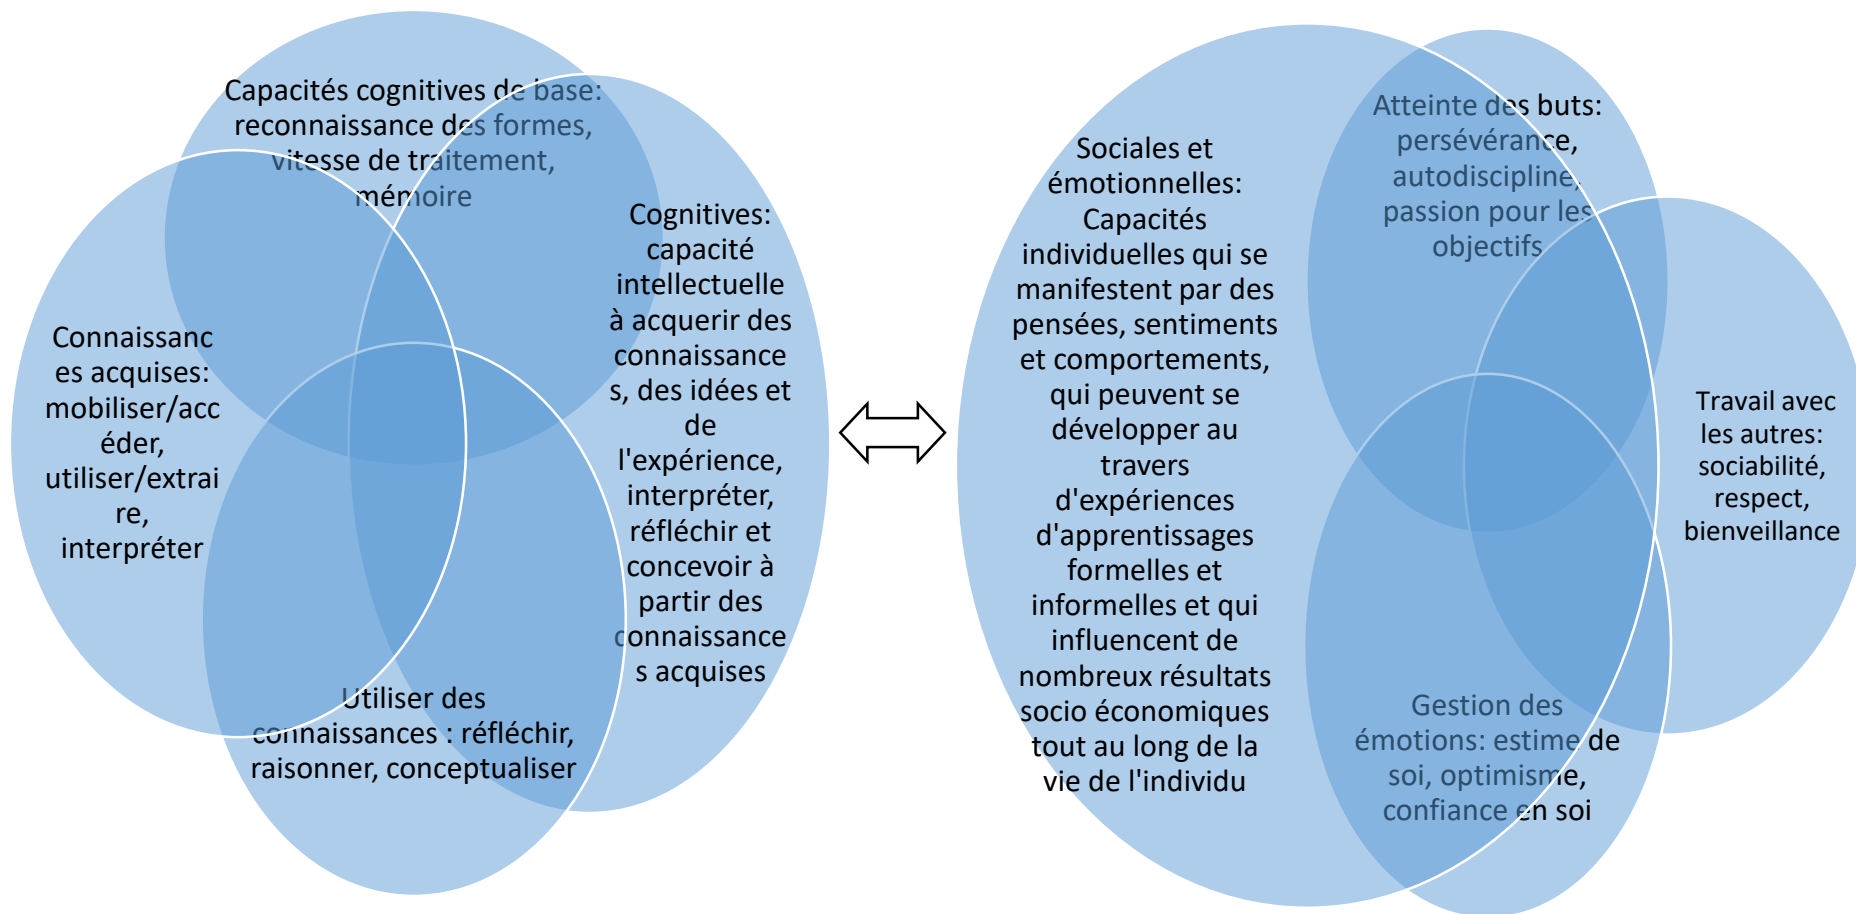 Capacités cognitives de base:
reconnaissance des formes,
vitesse de traitement,
mémoire
Cognitives:
capacité
intellectuelle
à acquerir des
connaissance
s, des idées et
de
l'expérience,
interpréter,
réfléchir et
concevoir à
partir des
connaissance
s acquises
Utiliser des
connaissances : réfléchir,
raisonner, conceptualiser
Connaissanc
es acquises:
mobiliser/acc
éder,
utiliser/extrai
re,
interpréter
Sociales et
émotionnelles:
Capacités
individuelles qui se
manifestent par des
pensées, sentiments
et comportements,
qui peuvent se
développer au
travers
d'expériences
d'apprentissages
formelles et
informelles et qui
influencent de
nombreux résultats
socio économiques
tout au long de la
vie de l'individu
Atteinte des buts:
persévérance,
autodiscipline,
passion pour les
objectifs
Travail avec
les autres:
sociabilité,
respect,
bienveillance
Gestion des
émotions: estime de
soi, optimisme,
confiance en soi